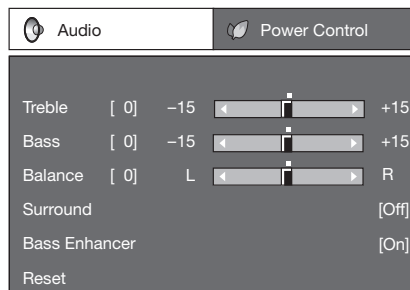 Audio Power Control
Treble [ 0] –15 +15
Bass [ 0] –15 +15
Balance [ 0] L R
Surround [Off]
Bass Enhancer [On]
Reset